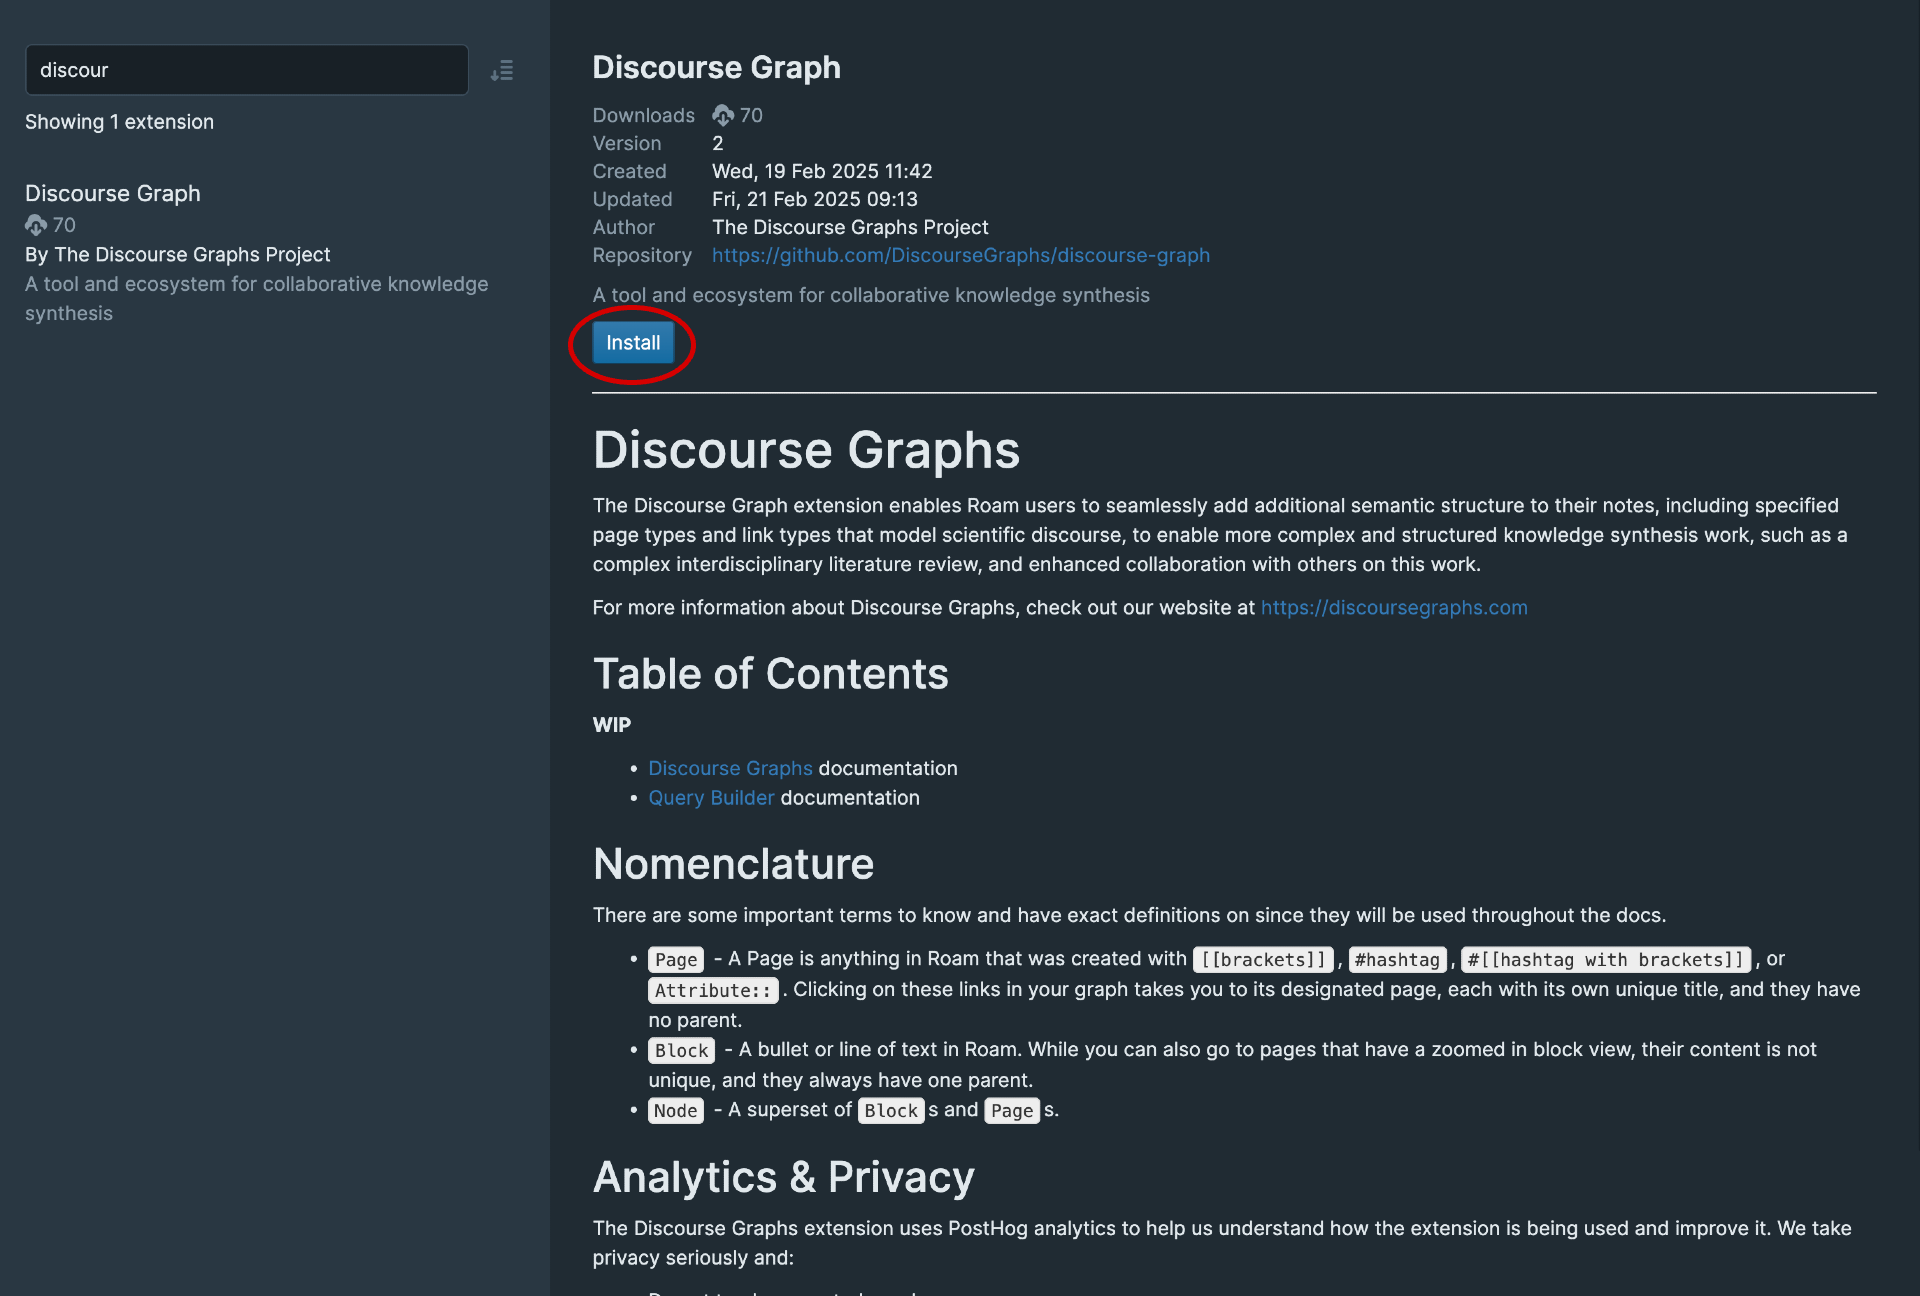 discour
Showing 1 extension
Discourse Graph
70
By The Discourse Graphs Project
A tool and ecosystem for collaborative knowledge
synthesis
Discourse Graph
Downloads 70
Version 2
Created Wed, 19 Feb 2025 11:42
Updated Fri, 21 Feb 2025 09:13
Author The Discourse Graphs Project
Repository https://github.com/DiscourseGraphs/discourse-graph
A tool and ecosystem for collaborative knowledge synthesis
Install
Discourse Graphs
The Discourse Graph extension enables Roam users to seamlessly add additional semantic structure to their notes, including specified
page types and link types that model scientific discourse, to enable more complex and structured knowledge synthesis work, such as a
complex interdisciplinary literature review, and enhanced collaboration with others on this work.
For more information about Discourse Graphs, check out our website at https://discoursegraphs.com
Table of Contents
WIP
• Discourse Graphs documentation
• Query Builder documentation
Nomenclature
There are some important terms to know and have exact definitions on since they will be used throughout the docs.
• Page - A Page is anything in Roam that was created with [[brackets]], #hashtag, #[[hashtag with brackets]], or
Attribute::. Clicking on these links in your graph takes you to its designated page, each with its own unique title, and they have
no parent.
• Block - A bullet or line of text in Roam. While you can also go to pages that have a zoomed in block view, their content is not
unique, and they always have one parent.
• Node - A superset of Blocks and Pages.
Analytics & Privacy
The Discourse Graphs extension uses PostHog analytics to help us understand how the extension is being used and improve it. We take
privacy seriously and: